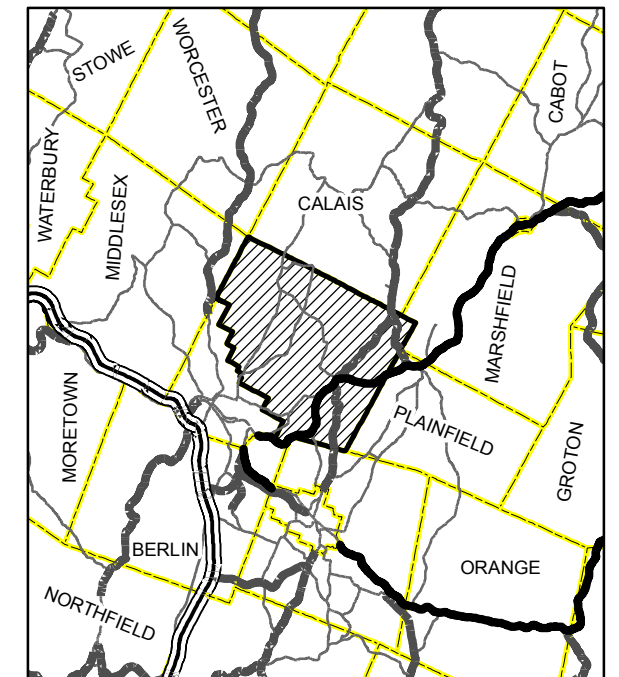 STOWE
WORCESTER
CABOT
WATERBURY
MIDDLESEX
CALAIS
MARSHFIELD
MORETOWN
PLAINFIELD
GROTON
BERLIN
ORANGE
NORTHFIELD